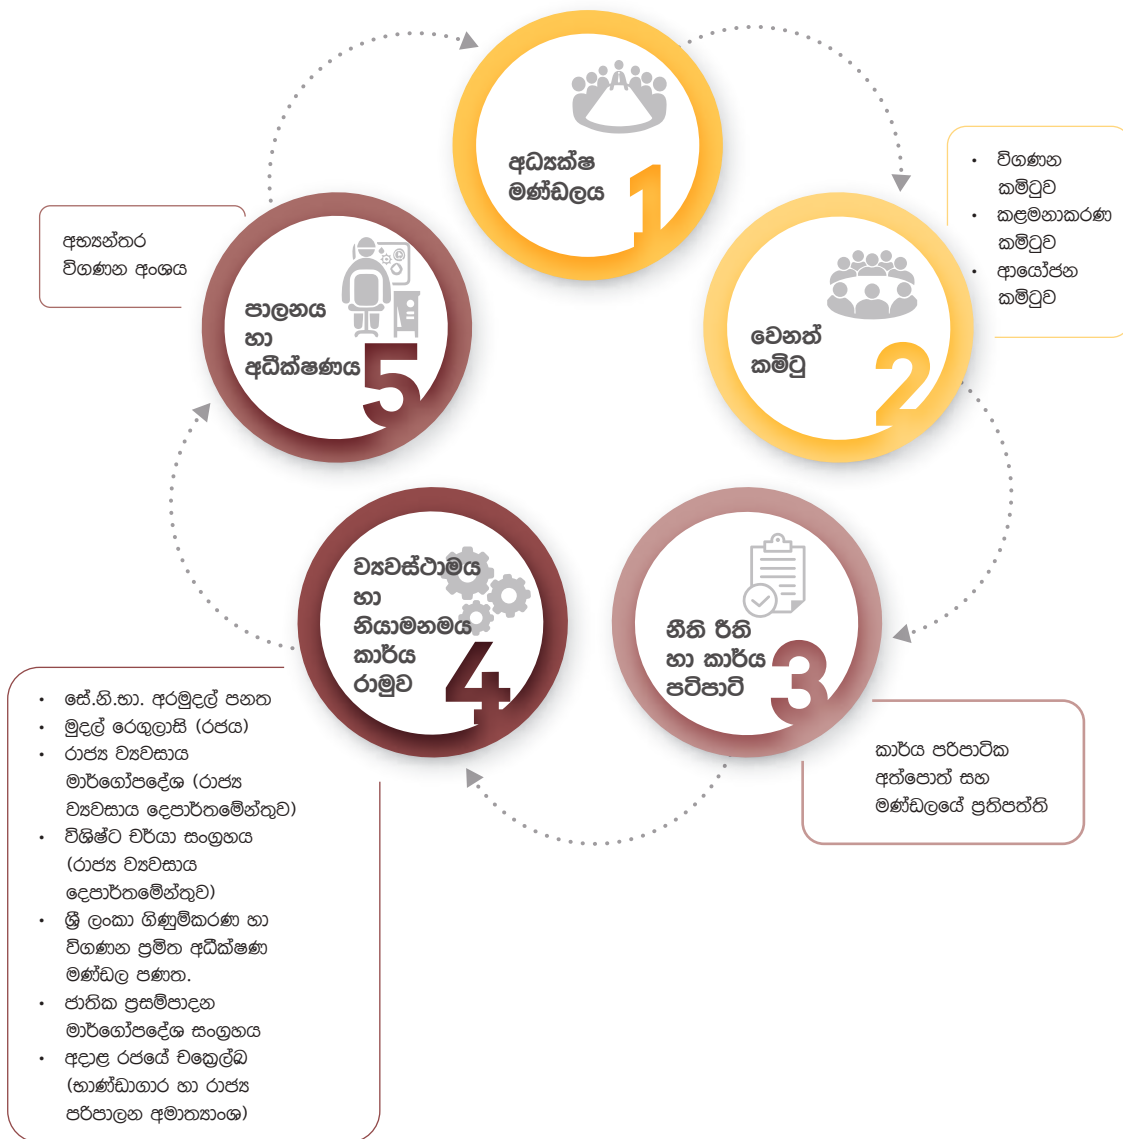 අධ්‍යක්ෂ
මණ්ඩලය
1
• විගණන
කමිටුව
• කළමනාකරණ
කමිටුව
• ආයෝජන
කමිටුව
වෙනත්
කමිටු
2
නීති රීති
හා කාර්ය
පටිපාටි
3
කාර්ය පරිපාටික
අත්පොත් සහ
මණ්ඩලයේ ප්‍රතිපත්ති
ව්‍යවස්ථාමය
හා
නියාමනමය
කාර්ය
රාමුව
4
• සේ.නි.භා. අරමුදල් පනත
• මුදල් රෙගුලාසි (රජය)
• රාජ්‍ය ව්‍යවසාය
මාර්ගෝපදේශ (රාජ්‍ය
ව්‍යවසාය දෙපාර්තමේන්තුව)
• විශිෂ්ට චර්යා සංග්‍රහය
(රාජ්‍ය ව්‍යවසාය
දෙපාර්තමේන්තුව)
• ශ්‍රී ලංකා ගිණුම්කරණ හා
විගණන ප්‍රමිත අධීක්ෂණ
මණ්ඩල පණත.
• ජාතික ප්‍රසම්පාදන
මාර්ගෝපදේශ සංග්‍රහය
• අදාළ රජයේ චක්‍රෙල්ඛ
(භාණ්ඩාගාර හා රාජ්‍ය
පරිපාලන අමාත්‍යාංශ)
අභ්‍යන්තර
විගණන අංශය
පාලනය
හා
අධීක්ෂණය
5